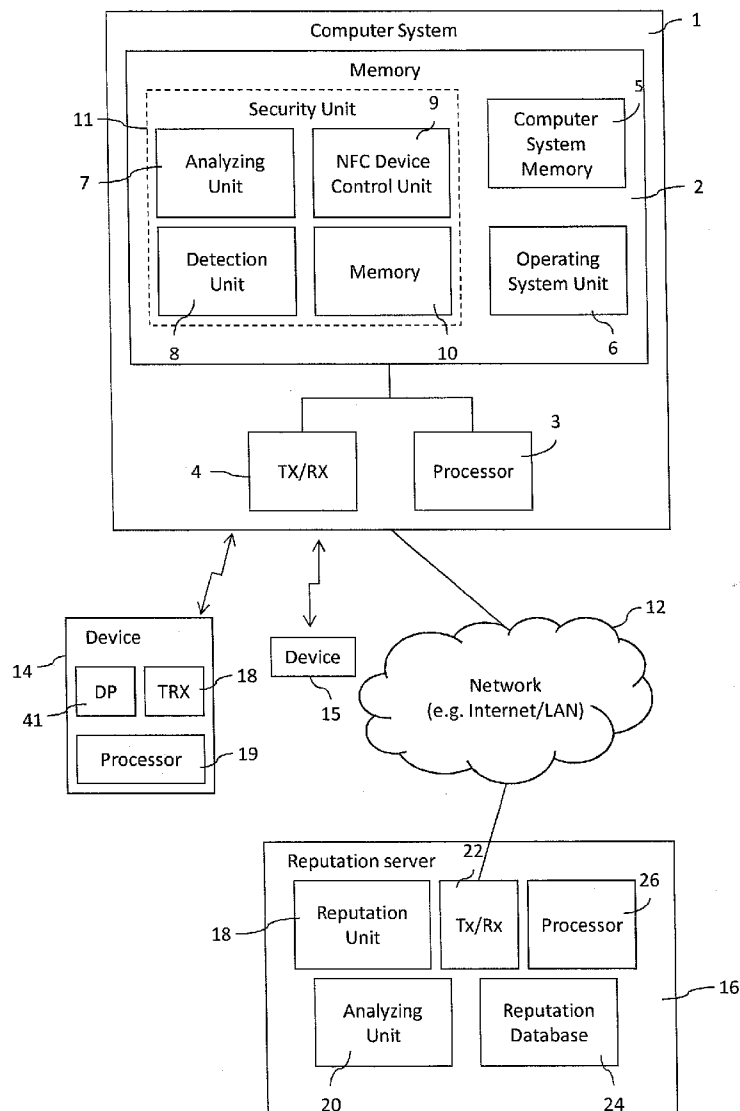 Computer System
1
Memory
Security Unit
11
9
5
Analyzing
Unit
7
NFC Device
Control Unit
Computer
System
Memory
2
Detection
Unit
8
Memory
10
Operating
System Unit
6
4
TX/RX
Processor
3
14
Device
DP
41
TRX
18
Processor
19
Device
15
12
Network
(e.g. Internet/LAN)
Reputation server
22
18
Reputation
Unit
Tx/Rx
Processor
26
16
Analyzing
Unit
20
Reputation
Database
24